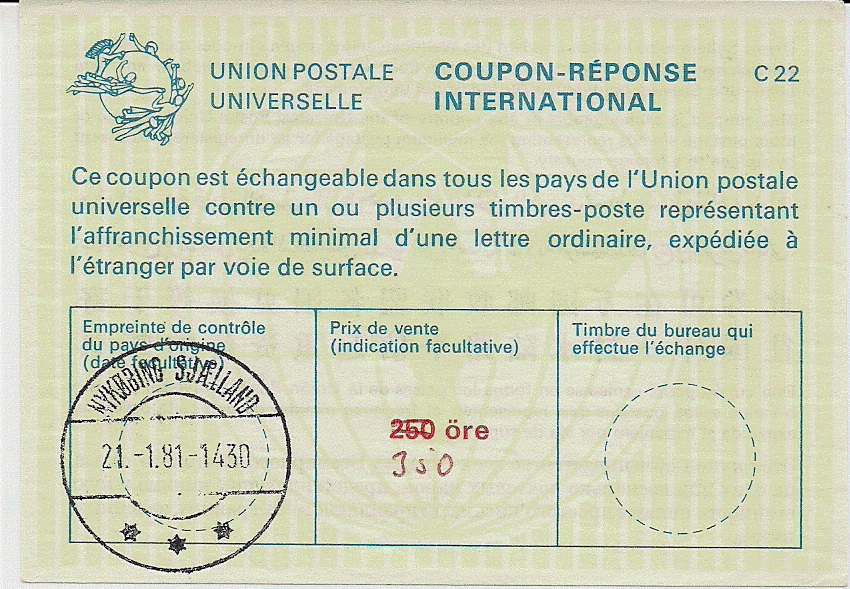 UNION POSTALE
UNIVERSELLE
COUPON-RÉPONSE
INTERNATIONAL
C 22
Ce coupon est échangeable dans tous les pays de l'Union postale
universelle contre un ou plusieurs timbres-poste représentant
l'affranchissement minimal d'une lettre ordinaire, expédiée à
l'étranger par voie de surface.
Empreinte de contrôle
du pays d'origine
(date facultative)
NYKØBING SJÆLLAND
21.-1.81-1430
Prix de vente
(indication facultative)
250 öre
350
Timbre du bureau qui
effectue l'échange